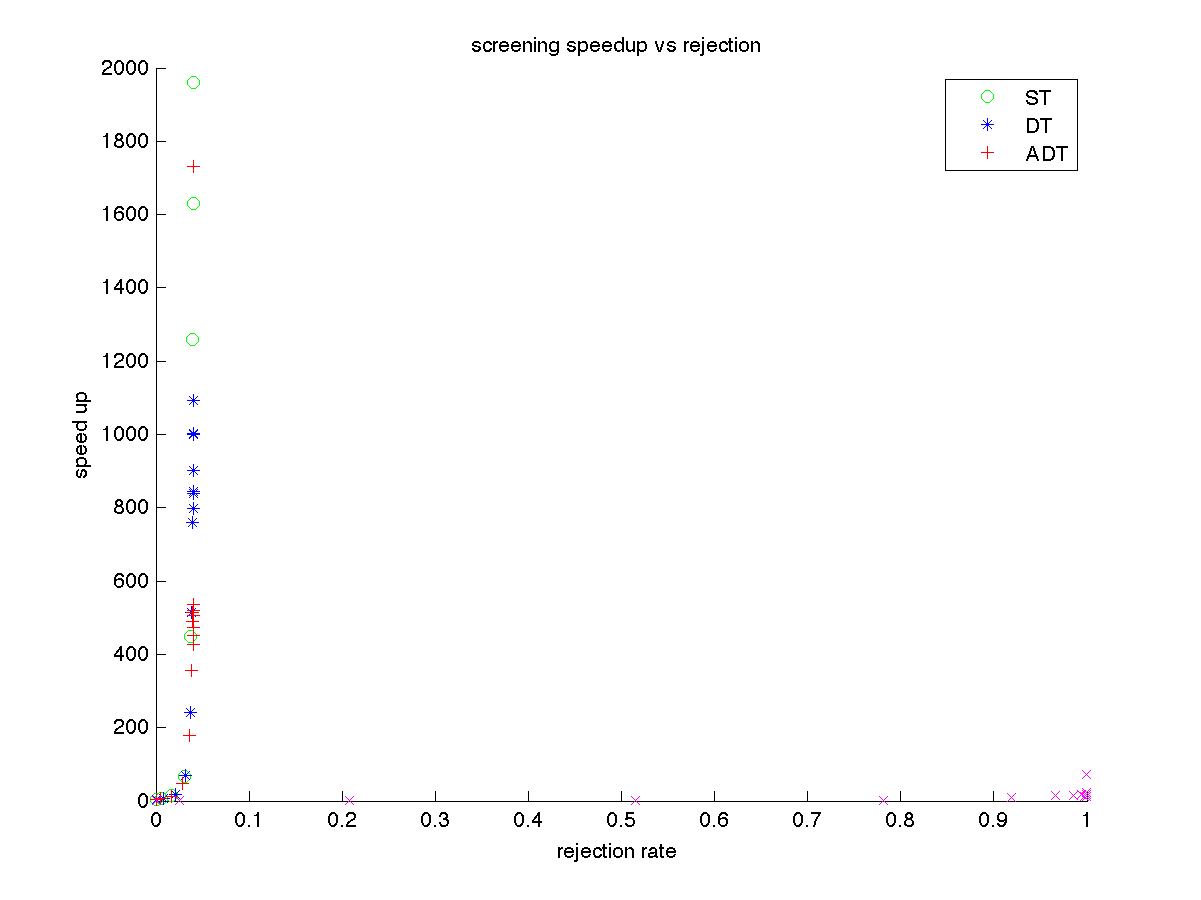 screening speedup vs rejection
2000
1800
1600
1400
1200
1000
800
600
400
200
0
speed up
0 0.1 0.2 0.3 0.4 0.5 0.6 0.7 0.8 0.9 1
rejection rate
ST
DT
ADT